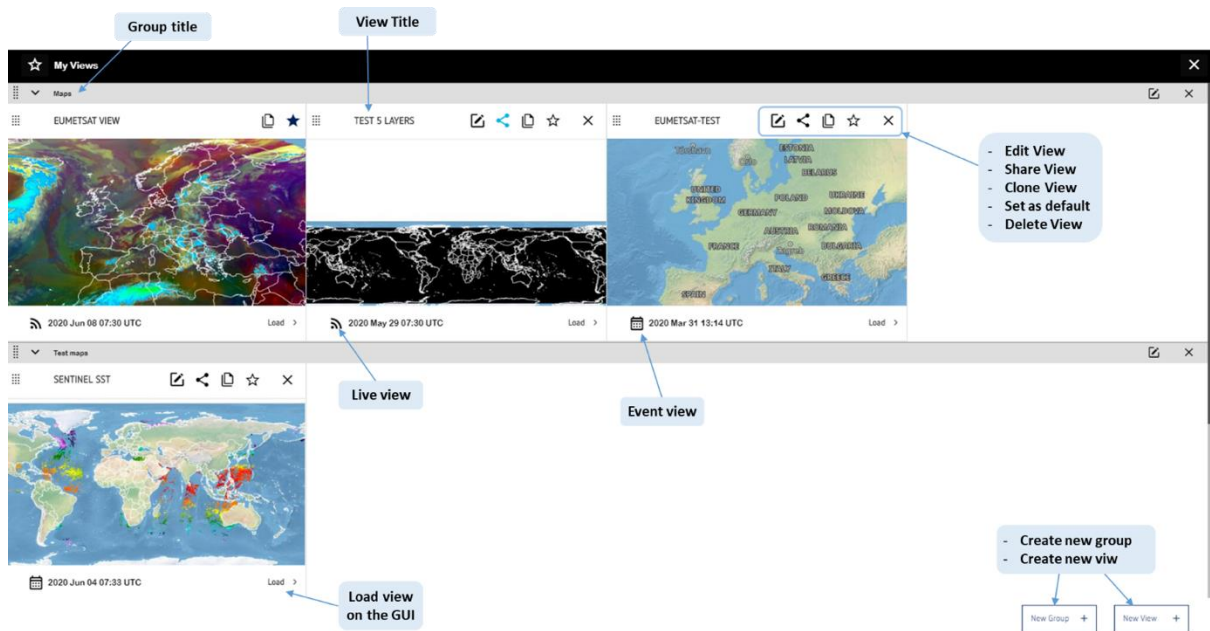 Group title
View Title
My Views
Maps
EUMETSAT VIEW
TEST 5 LAYERS
EUMETSAT-TEST
- Edit View
- Share View
- Clone View
- Set as default
- Delete View
ESTONIA
LATVIA
Oslo
BELARUS
UNITED
KINGDOM
POLAND
UKRAINE
GERMANY
MOLDOVA
AUSTRIA
ROMANIA
FRANCE
Zagreb
BULGARIA
ITALY
GREECE
SPAIN
2020 Jun 08 07:30 UTC
Load >
2020 May 29 07:30 UTC
Load >
2020 Mar 31 13:14 UTC
Load >
Test maps
SENTINEL SST
Live view
Event view
- Create new group
- Create new viw
2020 Jun 04 07:33 UTC
Load >
Load view
on the GUI
New Group +
New View +